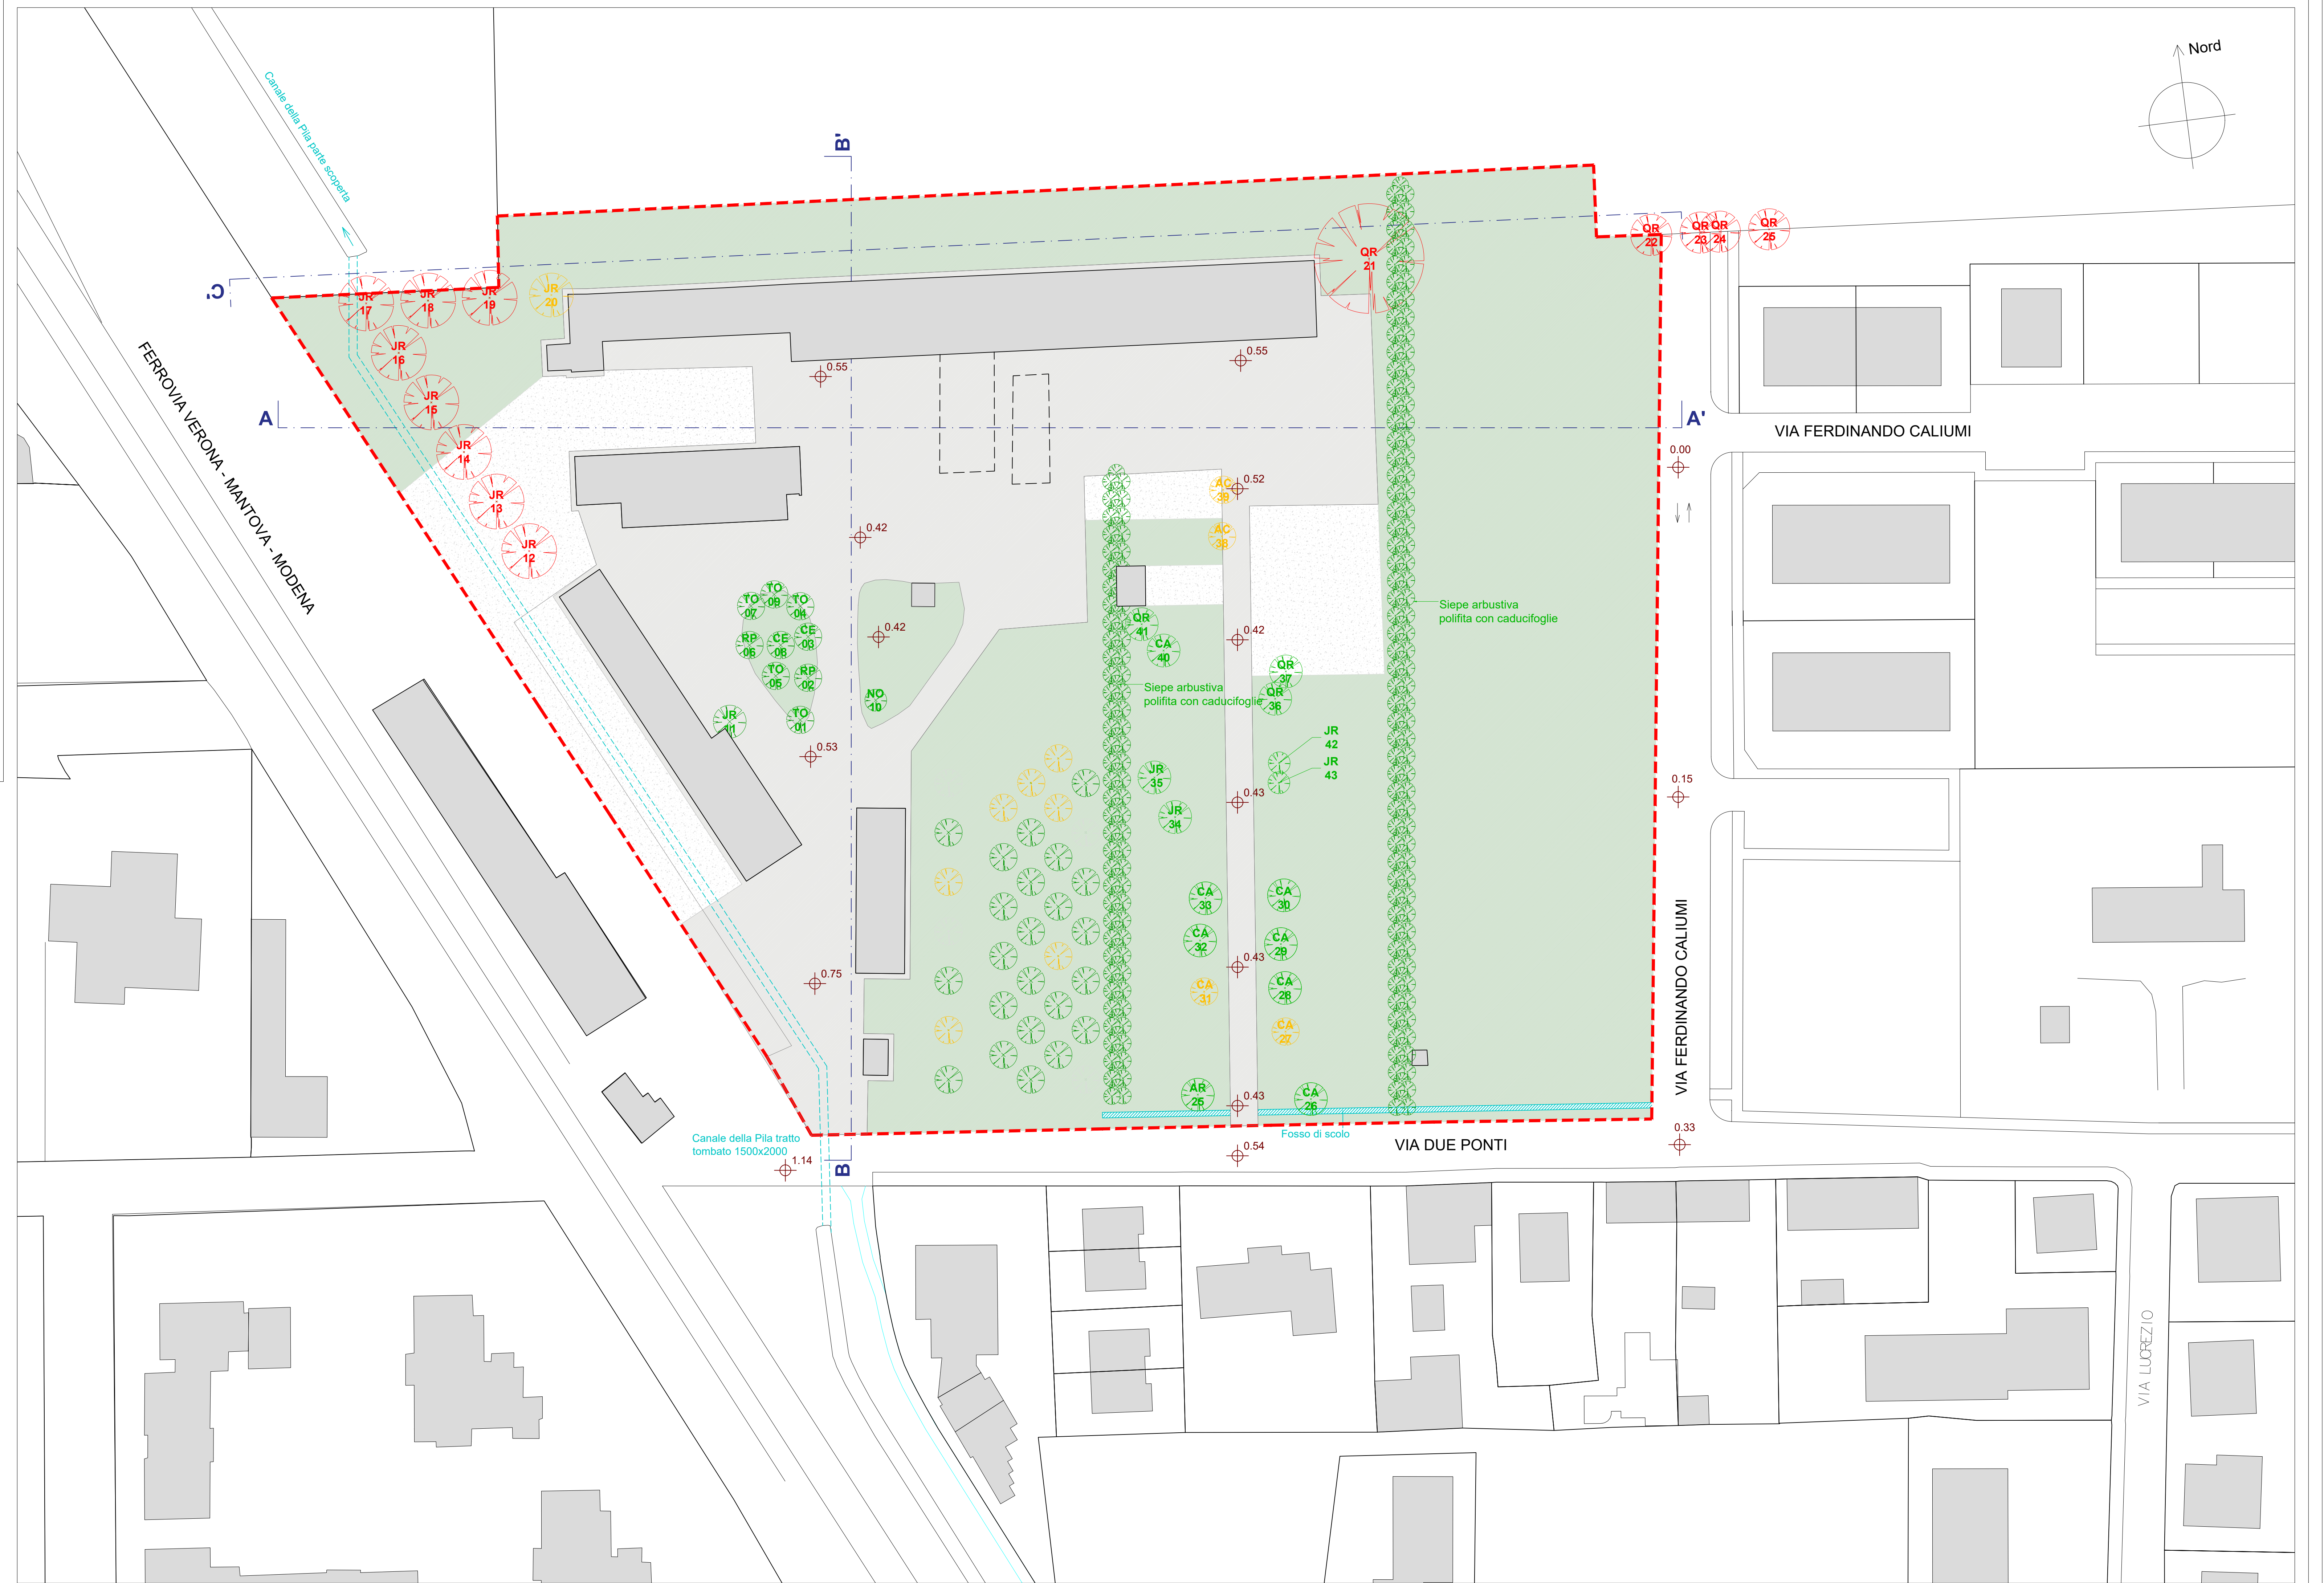 Nord
Canale della Pila parte scoperta
B'
C'
JR
17
JR
18
JR
19
JR
20
JR
16
JR
15
JR
14
JR
13
JR
12
QR
21
QR
22
QR
23
QR
24
QR
25
A
A'
0.55
0.55
VIA FERDINANDO CALIUMI
0.00
FERROVIA VERONA - MANTOVA - MODENA
AC
39
0.52
AC
38
0.42
TO
07
TO
09
TO
04
RP
06
CE
08
CE
03
TO
05
RP
02
JR
11
TO
01
0.42
NO
10
QR
41
CA
40
0.42
QR
37
QR
36
Siepe arbustiva
polifita con caducifoglie
Siepe arbustiva
polifita con caducifoglie
JR
42
JR
43
0.53
JR
35
JR
34
0.43
0.15
CA
33
CA
30
CA
32
CA
29
0.43
CA
31
CA
28
CA
27
0.75
VIA FERDINANDO CALIUMI
AR
25
0.43
CA
26
Canale della Pila tratto
tombato 1500x2000
1.14
B
Fosso di scolo
0.54
VIA DUE PONTI
0.33
VIA LUCREZIO